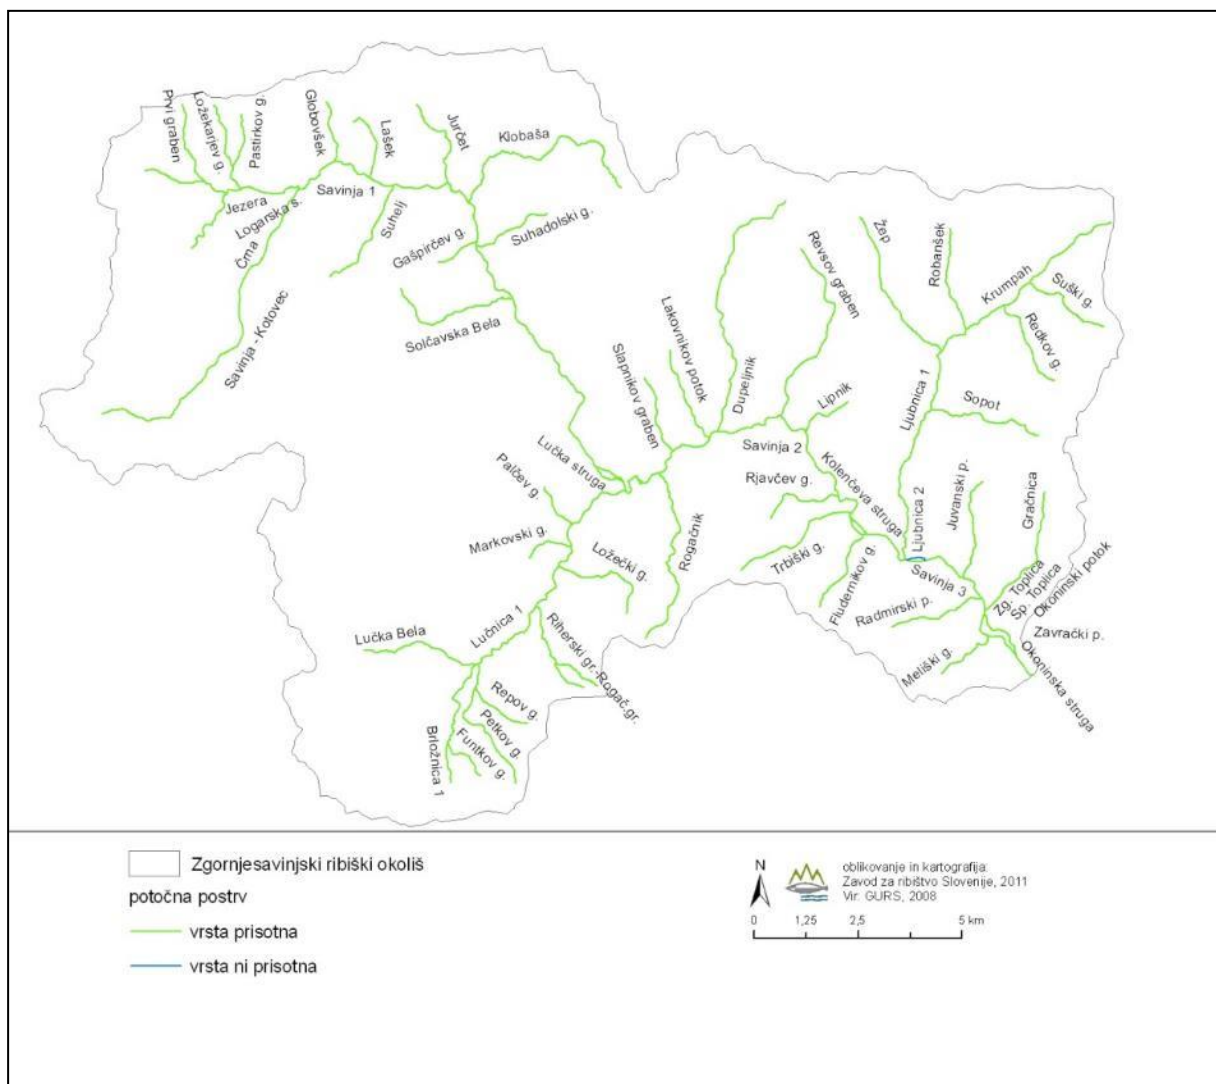 Prvi graben
Ložekarjev g.
Pastirkov g.
Globovšek
Lašek
Jurčet
Klobaša
Jezera
Logarska s.
Savinja 1
Črna
Suhelj
Gašpirčev g.
Suhadolski g.
Savinja - Kotovec
Solčavska Bela
Slapnikov graben
Lakovnikov potok
Dupeljnik
Revsov graben
Žep
Robanšek
Krumpah
Suški g.
Redkov g.
Ljubnica 1
Sopot
Lipnik
Savinja 2
Lučka struga
Palčev g.
Markovski g.
Ložečki g.
Rogačnik
Rjavčev g.
Kolenčeva struga
Trbiški g.
Fludernikov g.
Ljubnica 2
Juvanski p.
Gračnica
Savinja 3
Radmirski p.
Zg. Toplica
Sp. Toplica
Okoninski potok
Zavrački p.
Meliški g.
Okoninska struga
Lučnica 1
Lučka Bela
Riherski gr.-Rogač.gr.
Repov g.
Petkov g.
Funtkov g.
Brložnica 1
Zgornjesavinjski ribiški okoliš
potočna postrv
vrsta prisotna
vrsta ni prisotna
N
oblikovanje in kartografija:
Zavod za ribištvo Slovenije, 2011
Vir: GURS, 2008
0 1,25 2,5 5 km